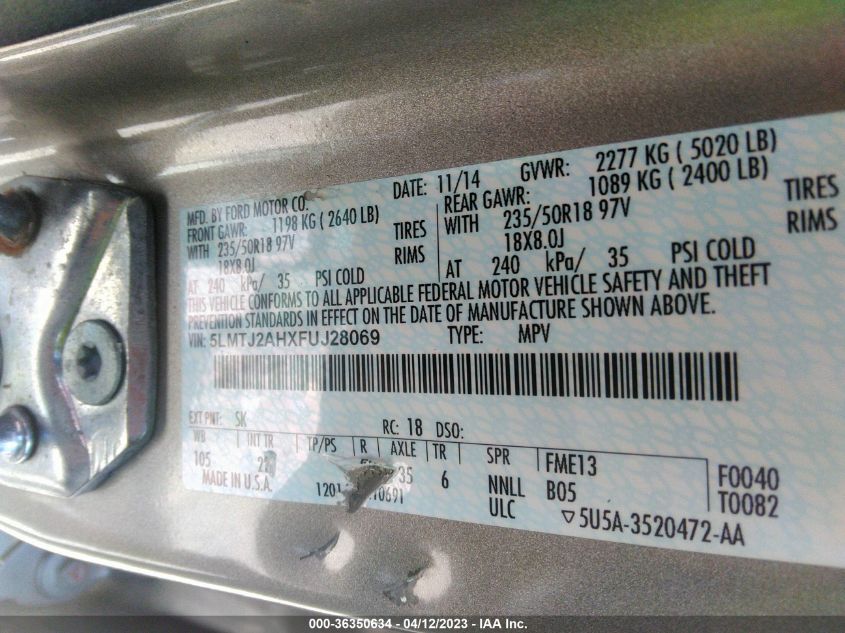 MFD. BY FORD MOTOR CO. DATE: 11/14 GVWR: 2277 KG ( 5020 LB)
FRONT GAWR: 1198 KG ( 2640 LB) REAR GAWR: 1089 KG ( 2400 LB)
WITH 235/50R18 97V TIRES WITH 235/50R18 97V TIRES
18X8.0J RIMS 18X8.0J RIMS
AT 240 kPa/ 35 PSI COLD AT 240 kPa/ 35 PSI COLD
THIS VEHICLE CONFORMS TO ALL APPLICABLE FEDERAL MOTOR VEHICLE SAFETY AND THEFT
PREVENTION STANDARDS IN EFFECT ON THE DATE OF MANUFACTURE SHOWN ABOVE.
VIN: 5LMTJ2AHXFUJ28069 TYPE: MPV
EXT PNT: SK RC: 18 DSO:
WB INT TR TP/PS R AXLE TR SPR FME13 F0040
105 35 6 NNLL B05 T0082
MADE IN U.S.A. ULC ▽5U5A-3520472-AA
000-36350634 - 04/12/2023 - IAA Inc.